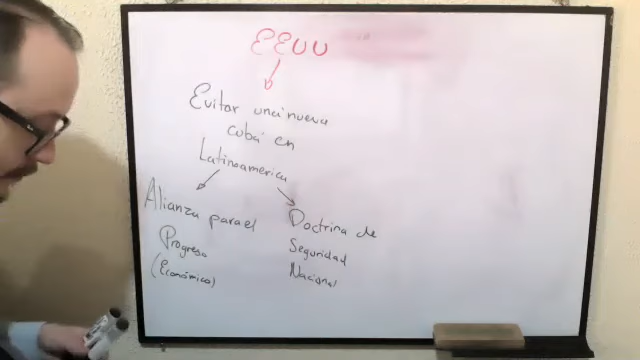 EEUU
Evitar una nueva
cuba en
Latinoamerica
Alianza para el
Progreso
(Económico)
Doctrina de
Seguridad
Nacional